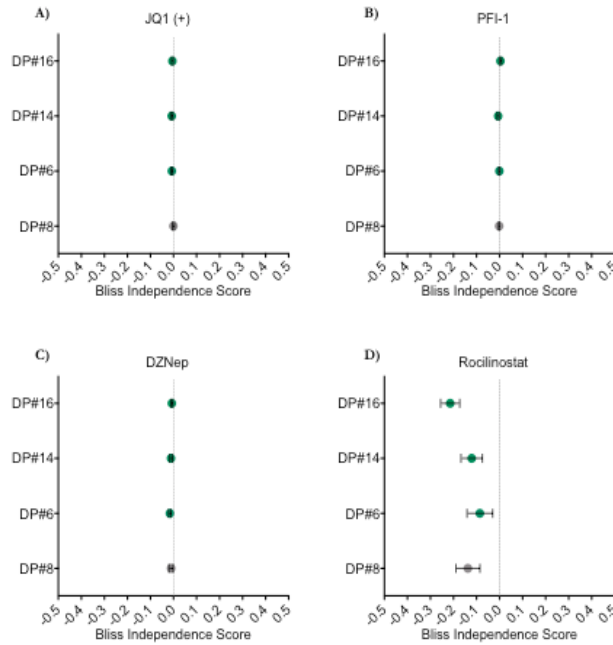 A)
JQ1 (+)
DP#16
DP#14
DP#6
DP#8
-0.5 -0.4 -0.3 -0.2 -0.1 0.0 0.1 0.2 0.3 0.4 0.5
Bliss Independence Score
B)
PFI-1
DP#16
DP#14
DP#6
DP#8
-0.5 -0.4 -0.3 -0.2 -0.1 0.0 0.1 0.2 0.3 0.4 0.5
Bliss Independence Score
C)
DZNep
DP#16
DP#14
DP#6
DP#8
-0.5 -0.4 -0.3 -0.2 -0.1 0.0 0.1 0.2 0.3 0.4 0.5
Bliss Independence Score
D)
Rocilinostat
DP#16
DP#14
DP#6
DP#8
-0.5 -0.4 -0.3 -0.2 -0.1 0.0 0.1 0.2 0.3 0.4 0.5
Bliss Independence Score